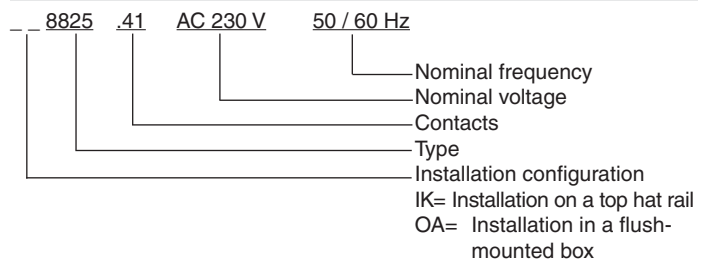 _ _ 8825 .41 AC 230 V 50 / 60 Hz
Nominal frequency
Nominal voltage
Contacts
Type
Installation configuration
IK= Installation on a top hat rail
OA= Installation in a flush-
mounted box